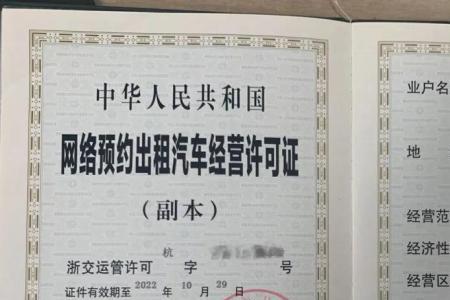 中华人民共和国
网络预约出租汽车经营许可证
（副本）
浙交运管许可 杭 字 号
证件有效期至 2022 年 10 月 29 日
业户名
地
经营范
经济性
经营区